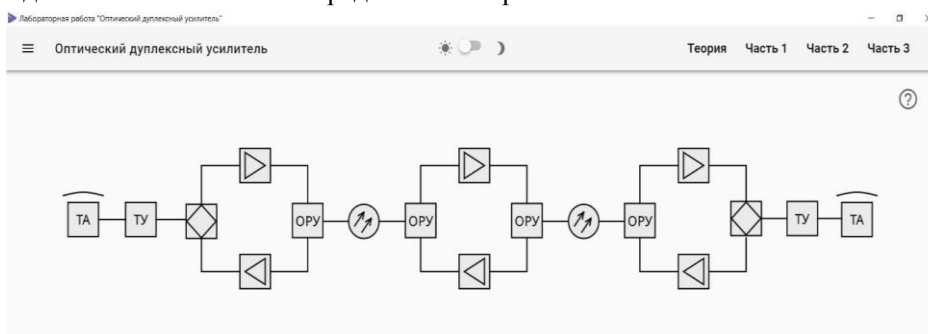 Лабораторная работа "Оптический дуплексный усилитель"
Оптический дуплексный усилитель
Теория Часть 1 Часть 2 Часть 3
?
ТА ТУ ОРУ ОРУ ОРУ ОРУ ТУ ТА